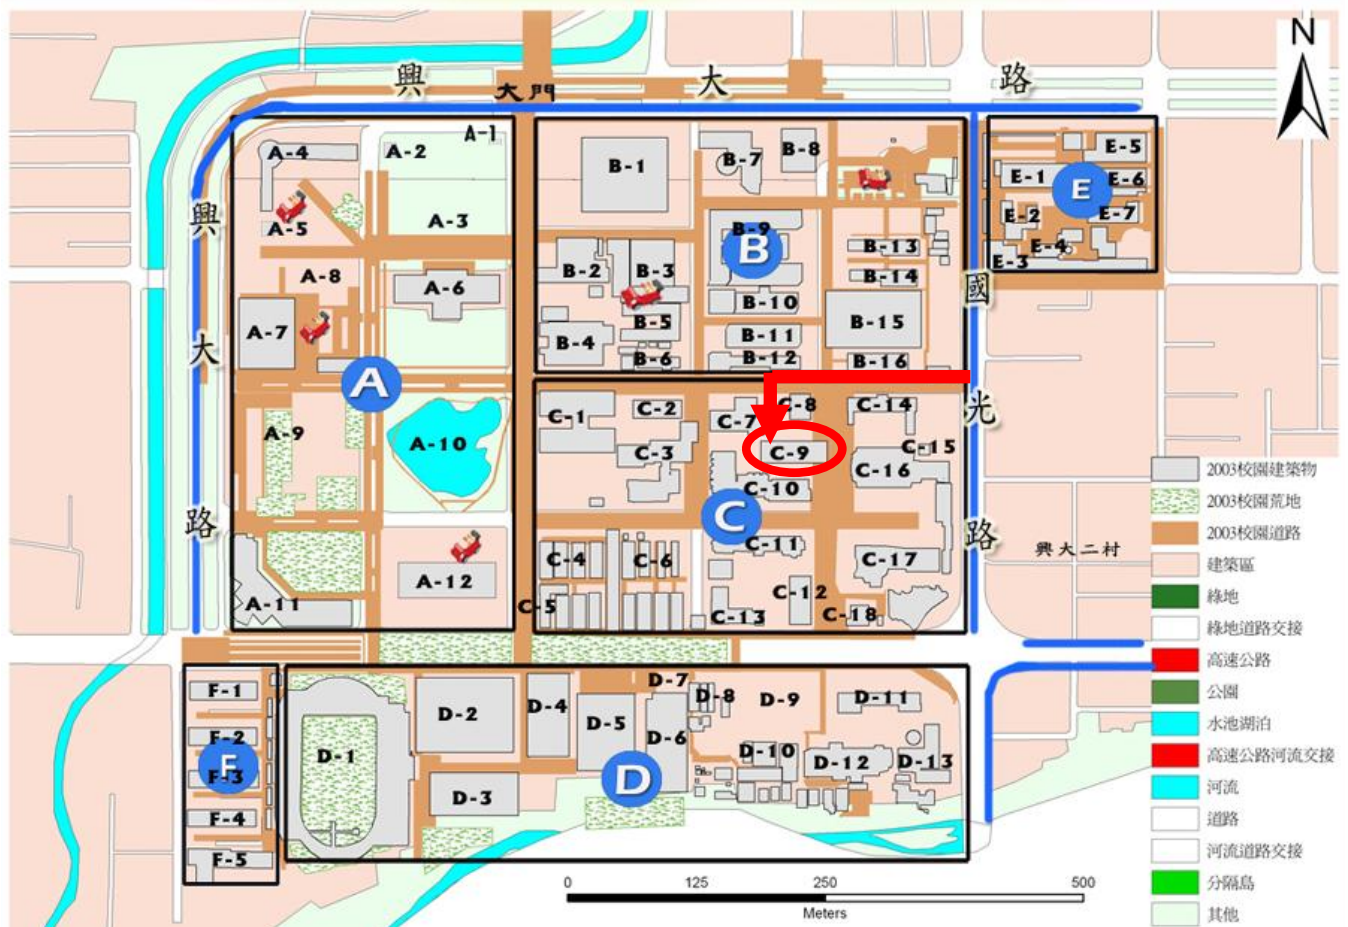 N
興 大 路
大門
A-1
A-2
A-3
A-4
A-5
A-6
A-7
A-8
A-9
A-10
A-11
A-12
A
興
大
路
B-1
B-2
B-3
B-4
B-5
B-6
B-7
B-8
B-9
B-10
B-11
B-12
B-13
B-14
B-15
B-16
B
E-1
E-2
E-3
E-4
E-5
E-6
E-7
E
國
光
路
C-1
C-2
C-3
C-4
C-5
C-6
C-7
C-8
C-9
C-10
C-11
C-12
C-13
C-14
C-15
C-16
C-17
C-18
C
興大二村
F-1
F-2
F-3
F-4
F-5
F
D-1
D-2
D-3
D-4
D-5
D-6
D-7
D-8
D-9
D-10
D-11
D-12
D-13
D
2003校園建築物
2003校園荒地
2003校園道路
建築區
綠地
綠地道路交接
高速公路
公園
水池湖泊
高速公路河流交接
河流
道路
河流道路交接
分隔島
其他
0 125 250 500
Meters